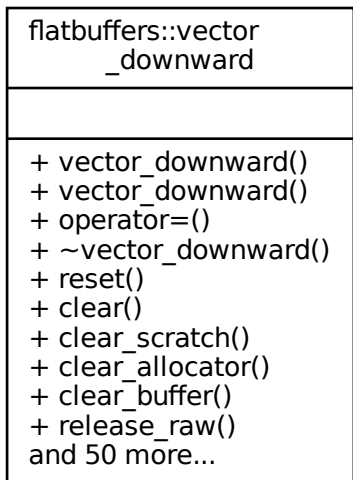 flatbuffers::vector
_downward
+ vector_downward()
+ vector_downward()
+ operator=()
+ ~vector_downward()
+ reset()
+ clear()
+ clear_scratch()
+ clear_allocator()
+ clear_buffer()
+ release_raw()
and 50 more...